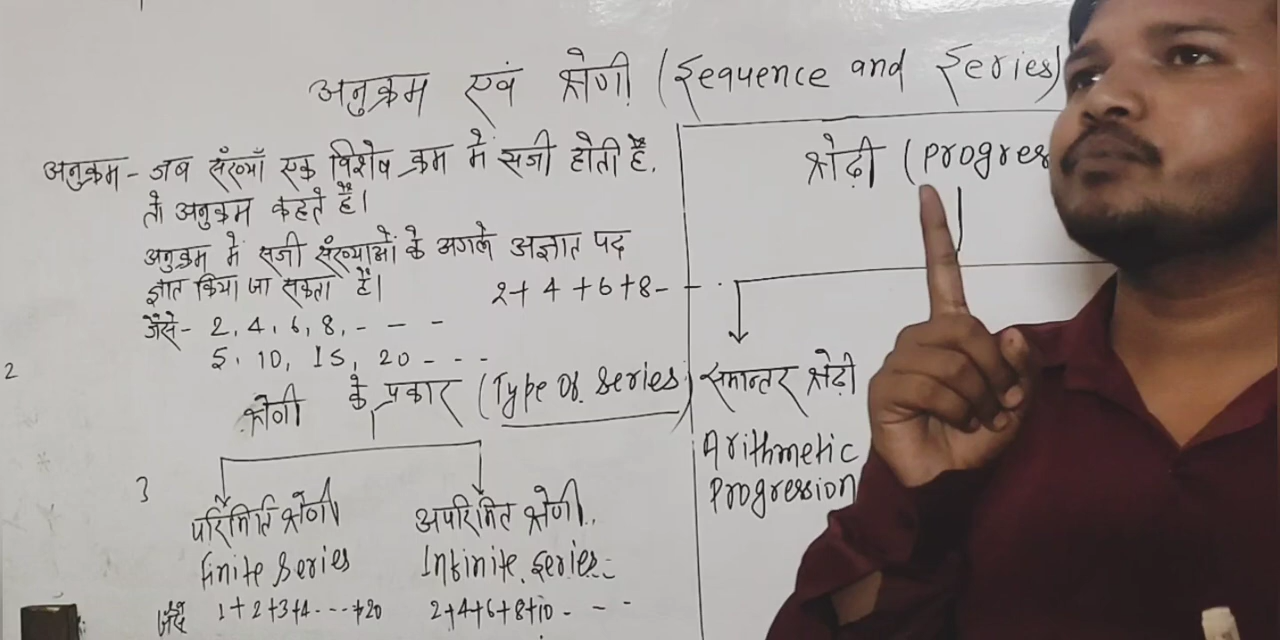 अनुक्रम एवं श्रेणी (Sequence and Series)
अनुक्रम - जब संख्याँ एक विशेष क्रम में सजी होती है,
तो अनुक्रम कहते हैं।
अनुक्रम में सजी संख्याओं के अगले अज्ञात पद
ज्ञात किया जा सकता है।
2+ 4 +6+8- - ·
जैसे- 2, 4, 6, 8, - - -
5, 10, 15, 20 - - -
2
श्रेणी के प्रकार (Type of Series)
3
परिमित श्रेणी
finite Series
जैसे 1+2+3+4-----+20
अपरिमित श्रेणी
Infinite Series
2+4+6+8+10- - -
श्रेढ़ी (Progres
समान्तर श्रेढ़ी
Arithmetic
Progression